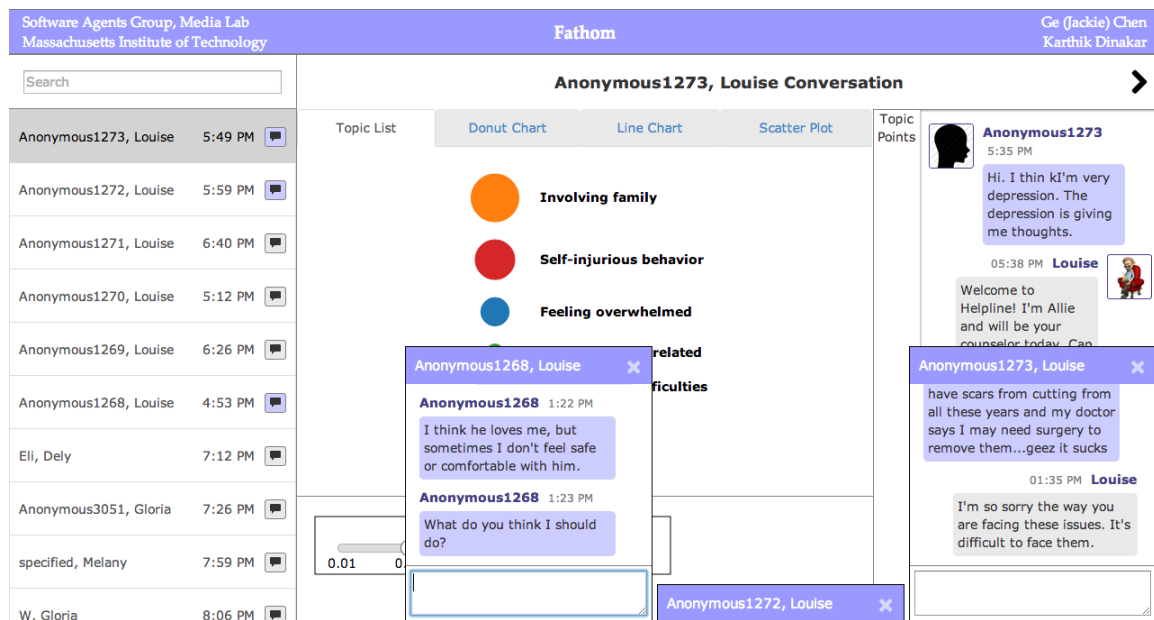 Software Agents Group, Media Lab
Massachusetts Institute of Technology
Fathom
Ge (Jackie) Chen
Karthik Dinakar
Search
Anonymous1273, Louise 5:49 PM
Anonymous1272, Louise 5:59 PM
Anonymous1271, Louise 6:40 PM
Anonymous1270, Louise 5:12 PM
Anonymous1269, Louise 6:26 PM
Anonymous1268, Louise 4:53 PM
Eli, Dely 7:12 PM
Anonymous3051, Gloria 7:26 PM
specified, Melany 7:59 PM
W. Gloria 8:06 PM
Anonymous1273, Louise Conversation
Topic List
Donut Chart
Line Chart
Scatter Plot
Involving family
Self-injurious behavior
Feeling overwhelmed
related
fficulties
0.01
0.
Topic
Points
Anonymous1273
5:35 PM
Hi. I thin kI'm very
depression. The
depression is giving
me thoughts.
05:38 PM Louise
Welcome to
Helpline! I'm Allie
and will be your
counselor today. Can
Anonymous1268, Louise
Anonymous1268 1:22 PM
I think he loves me, but
sometimes I don't feel safe
or comfortable with him.
Anonymous1268 1:23 PM
What do you think I should
do?
Anonymous1272, Louise
Anonymous1273, Louise
have scars from cutting from
all these years and my doctor
says I may need surgery to
remove them...geez it sucks
01:35 PM Louise
I'm so sorry the way you
are facing these issues. It's
difficult to face them.